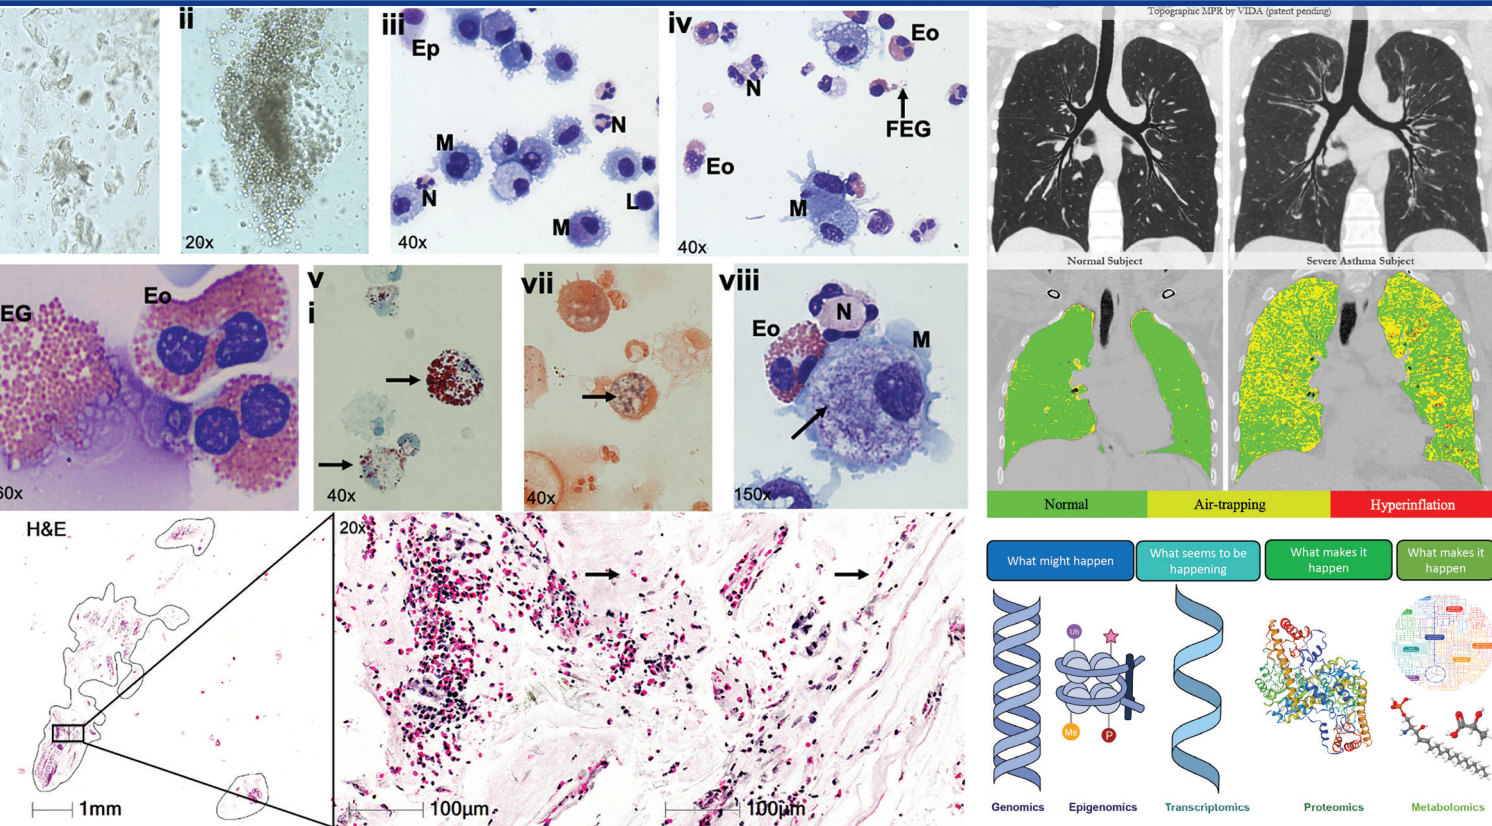 ii
20x
iii
Ep
M
N
N
L
M
40x
iv
Eo
N
FEG
Eo
M
40x
Topographic MPR by VIDA (patent pending)
Normal Subject
Severe Asthma Subject
EG
Eo
60x
v
i
40x
vii
40x
viii
N
Eo
M
150x
Normal
Air-trapping
Hyperinflation
H&E
1mm
20x
100µm
100µm
What might happen
What seems to be
happening
What makes it
happen
What makes it
happen
Ub
Me
P
Genomics
Epigenomics
Transcriptomics
Proteomics
Metabolomics